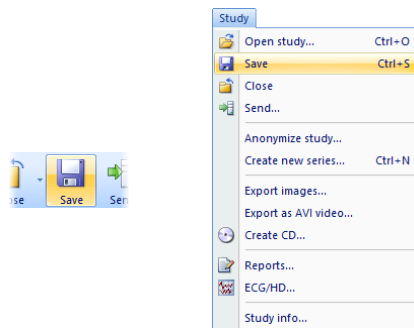 Study
Open study... Ctrl+O
Save Ctrl+S
Close
Send...
Anonymize study...
Create new series... Ctrl+N
Export images...
Export as AVI video...
Create CD...
Reports...
ECG/HD...
Study info...
Save